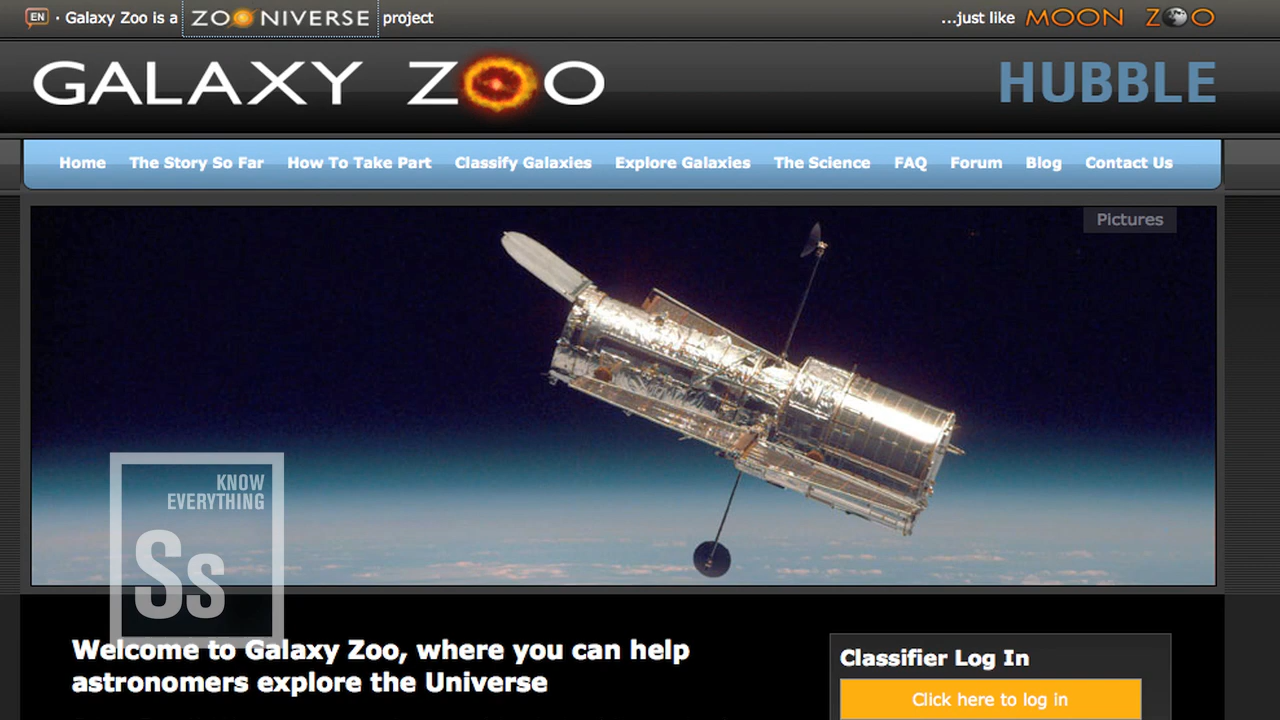 EN · Galaxy Zoo is a ZOONIVERSE project
...just like MOON ZOO
GALAXY ZOO
HUBBLE
Home The Story So Far How To Take Part Classify Galaxies Explore Galaxies The Science FAQ Forum Blog Contact Us
Pictures
KNOW
EVERYTHING
Ss
Welcome to Galaxy Zoo, where you can help
astronomers explore the Universe
Classifier Log In
Click here to log in